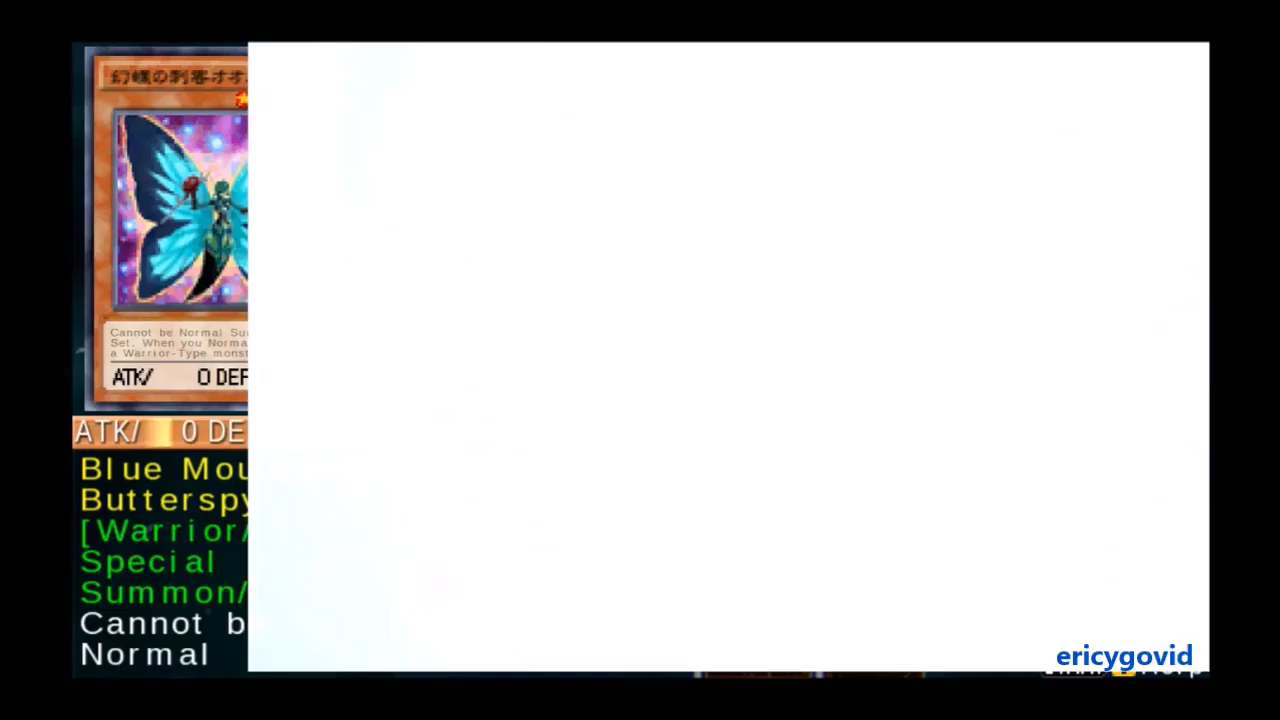 幻蝶の刺客オオ
Cannot be Normal Su
Set. When you Norma
a Warrior-Type mons
ATK/ 0 DEF
ATK/ 0 DE
Blue Mou
Butterspy
[Warrior/
Special
Summon/
Cannot b
Normal
ericygovid